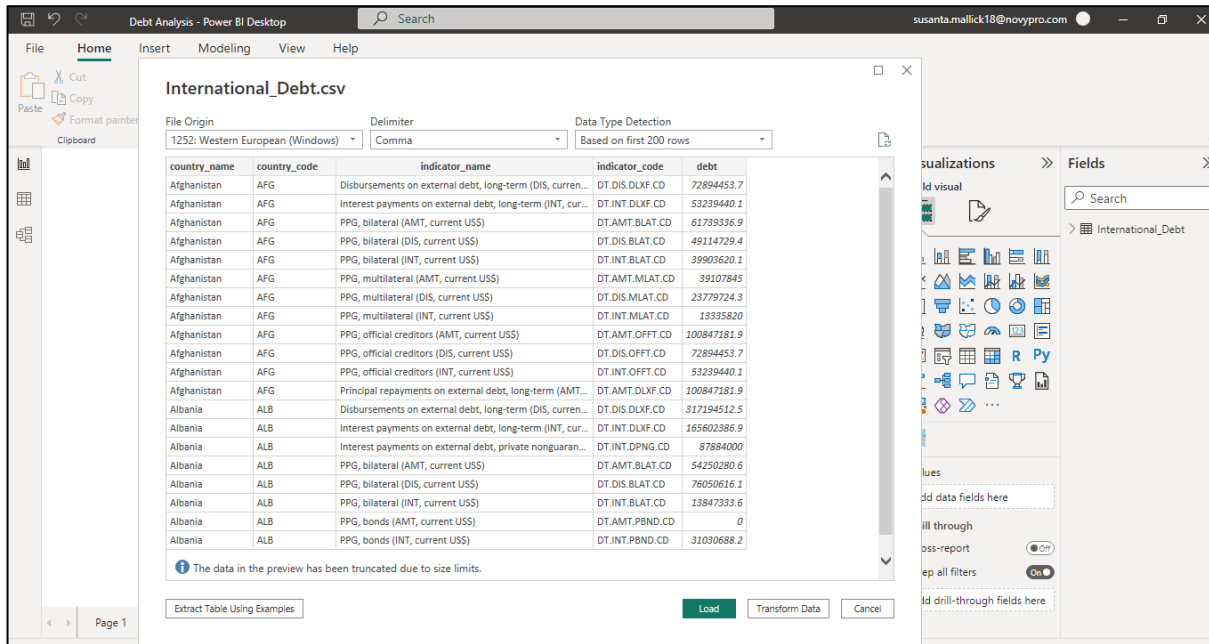 Debt Analysis - Power BI Desktop Search susanta.mallick18@novypro.com
File Home Insert Modeling View Help
Cut
Copy
Format painter
Paste
Clipboard
International_Debt.csv
File Origin Delimiter Data Type Detection
1252: Western European (Windows) Comma Based on first 200 rows
country_name country_code indicator_name indicator_code debt
Afghanistan AFG Disbursements on external debt, long-term (DIS, curren... DT.DIS.DLXF.CD 72894453.7
Afghanistan AFG Interest payments on external debt, long-term (INT, cur... DT.INT.DLXF.CD 53239440.1
Afghanistan AFG PPG, bilateral (AMT, current US$) DT.AMT.BLAT.CD 61739336.9
Afghanistan AFG PPG, bilateral (DIS, current US$) DT.DIS.BLAT.CD 49114729.4
Afghanistan AFG PPG, bilateral (INT, current US$) DT.INT.BLAT.CD 39903620.1
Afghanistan AFG PPG, multilateral (AMT, current US$) DT.AMT.MLAT.CD 39107845
Afghanistan AFG PPG, multilateral (DIS, current US$) DT.DIS.MLAT.CD 23779724.3
Afghanistan AFG PPG, multilateral (INT, current US$) DT.INT.MLAT.CD 13335820
Afghanistan AFG PPG, official creditors (AMT, current US$) DT.AMT.OFFT.CD 100847181.9
Afghanistan AFG PPG, official creditors (DIS, current US$) DT.DIS.OFFT.CD 72894453.7
Afghanistan AFG PPG, official creditors (INT, current US$) DT.INT.OFFT.CD 53239440.1
Afghanistan AFG Principal repayments on external debt, long-term (AMT... DT.AMT.DLXF.CD 100847181.9
Albania ALB Disbursements on external debt, long-term (DIS, curren... DT.DIS.DLXF.CD 317194512.5
Albania ALB Interest payments on external debt, long-term (INT, cur... DT.INT.DLXF.CD 165602386.9
Albania ALB Interest payments on external debt, private nonguaran... DT.INT.DPNG.CD 87884000
Albania ALB PPG, bilateral (AMT, current US$) DT.AMT.BLAT.CD 54250280.6
Albania ALB PPG, bilateral (DIS, current US$) DT.DIS.BLAT.CD 76050616.1
Albania ALB PPG, bilateral (INT, current US$) DT.INT.BLAT.CD 13847333.6
Albania ALB PPG, bonds (AMT, current US$) DT.AMT.PBND.CD 0
Albania ALB PPG, bonds (INT, current US$) DT.INT.PBND.CD 31030688.2
The data in the preview has been truncated due to size limits.
Extract Table Using Examples Load Transform Data Cancel
sualizations Fields
ld visual
Search
International_Debt
123
R Py
...
lues
dd data fields here
ill through
oss-report Off
ep all filters On
dd drill-through fields here
Page 1